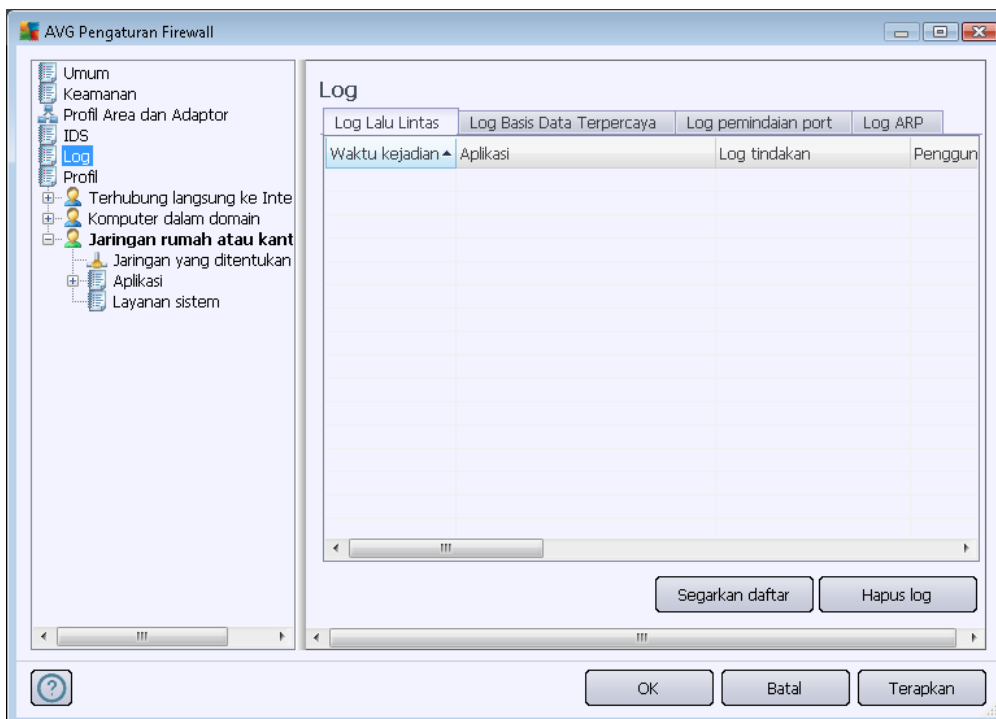 AVG Pengaturan Firewall
Umum
Keamanan
Profil Area dan Adaptor
IDS
Log
Profil
Terhubung langsung ke Inte
Komputer dalam domain
Jaringan rumah atau kant
Jaringan yang ditentukan
Aplikasi
Layanan sistem
Log
Log Lalu Lintas Log Basis Data Terpercaya Log pemindaian port Log ARP
Waktu kejadian Aplikasi Log tindakan Penggun
Segarkan daftar Hapus log
? OK Batal Terapkan